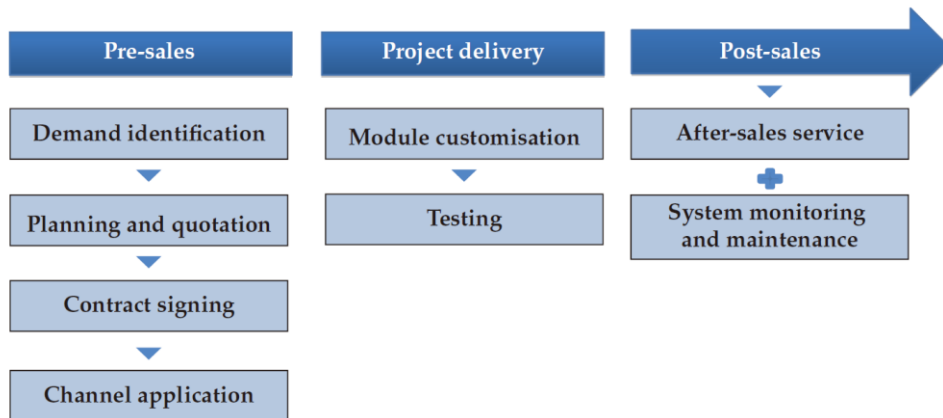 Pre-sales
Project delivery
Post-sales
Demand identification
Planning and quotation
Contract signing
Channel application
Module customisation
Testing
After-sales service
System monitoring
and maintenance